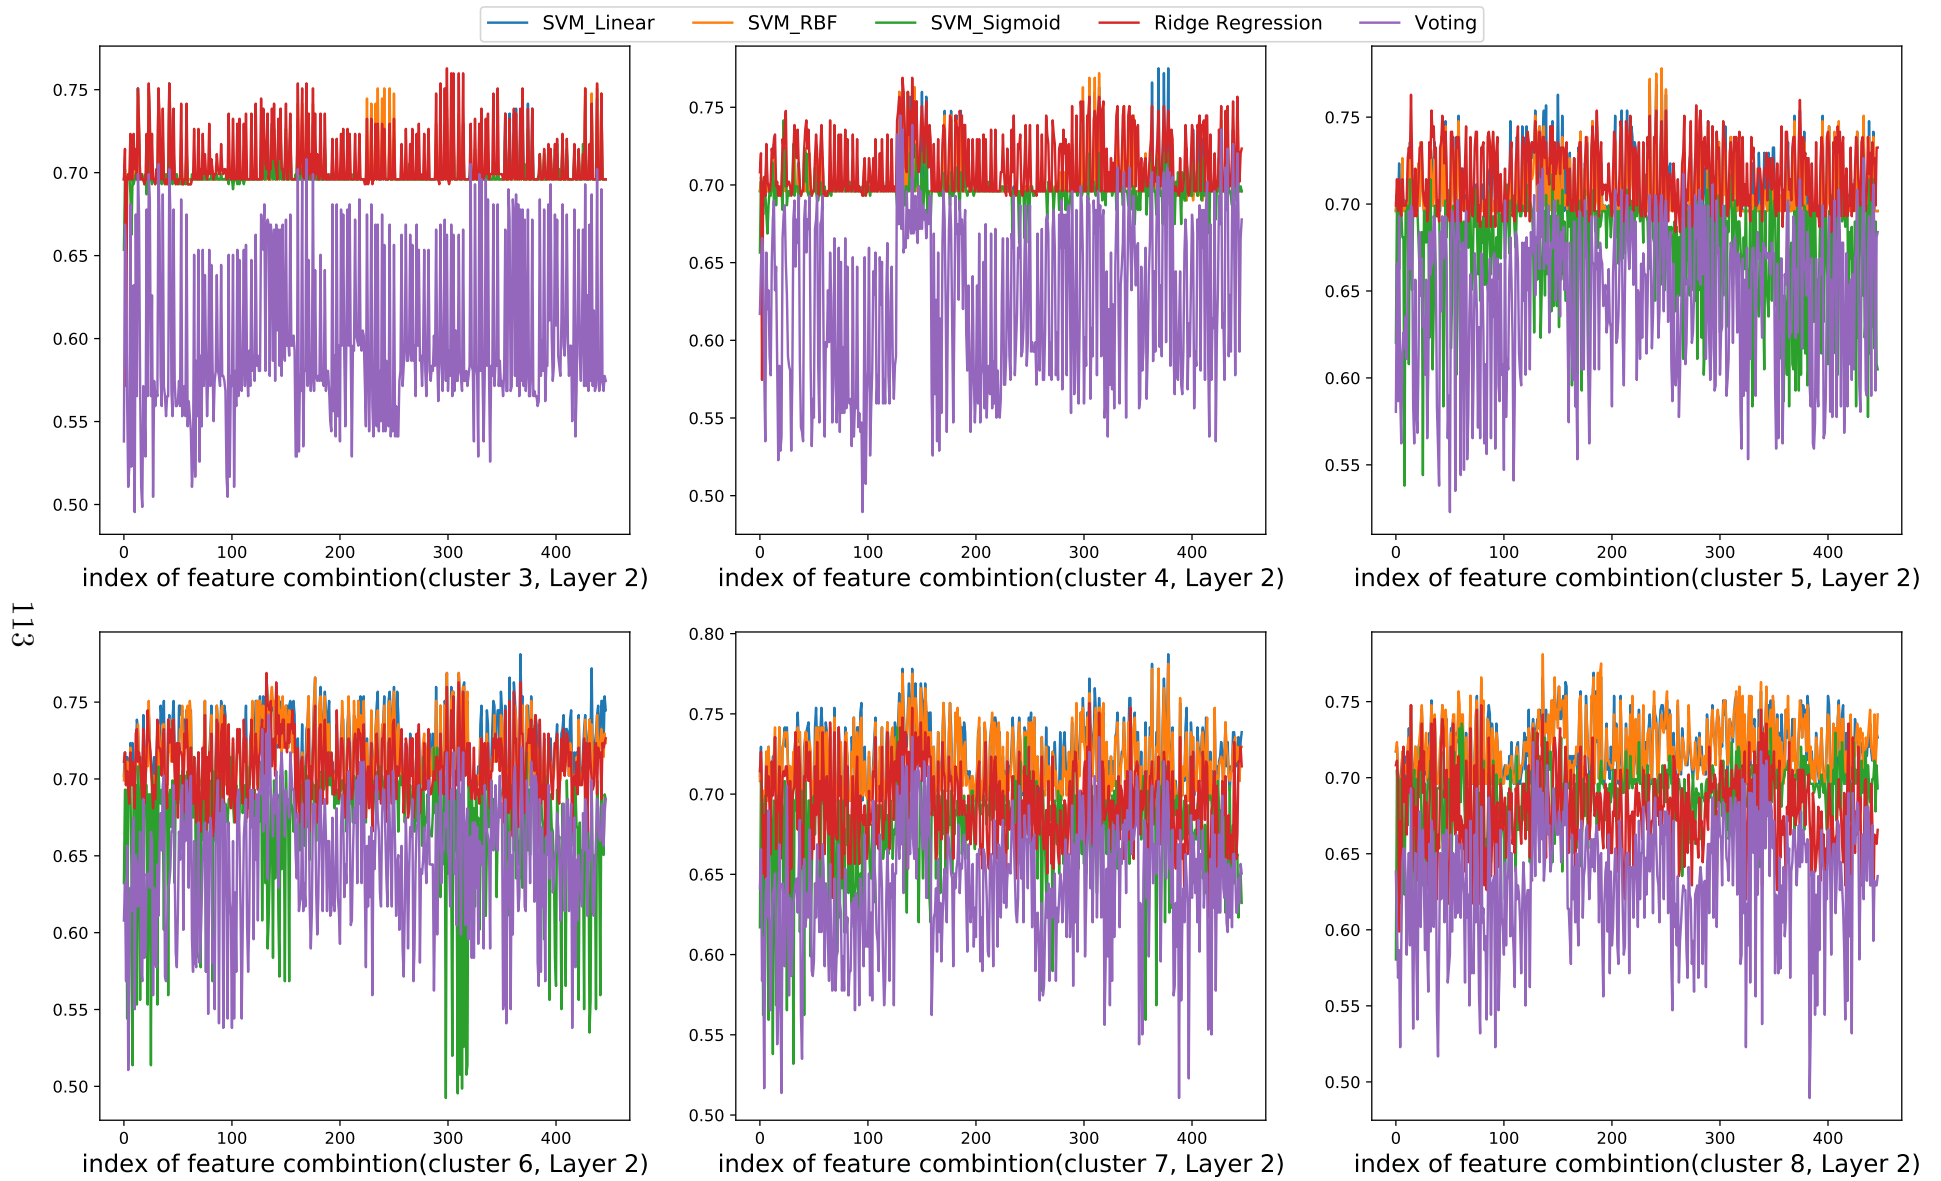 SVM_Linear SVM_RBF SVM_Sigmoid Ridge Regression Voting
0.75
0.70
0.65
0.60
0.55
0.50
0 100 200 300 400
index of feature combintion(cluster 3, Layer 2)
0.75
0.70
0.65
0.60
0.55
0.50
0 100 200 300 400
index of feature combintion(cluster 4, Layer 2)
0.75
0.70
0.65
0.60
0.55
0 100 200 300 400
index of feature combintion(cluster 5, Layer 2)
113
0.75
0.70
0.65
0.60
0.55
0.50
0 100 200 300 400
index of feature combintion(cluster 6, Layer 2)
0.80
0.75
0.70
0.65
0.60
0.55
0.50
0 100 200 300 400
index of feature combintion(cluster 7, Layer 2)
0.75
0.70
0.65
0.60
0.55
0.50
0 100 200 300 400
index of feature combintion(cluster 8, Layer 2)